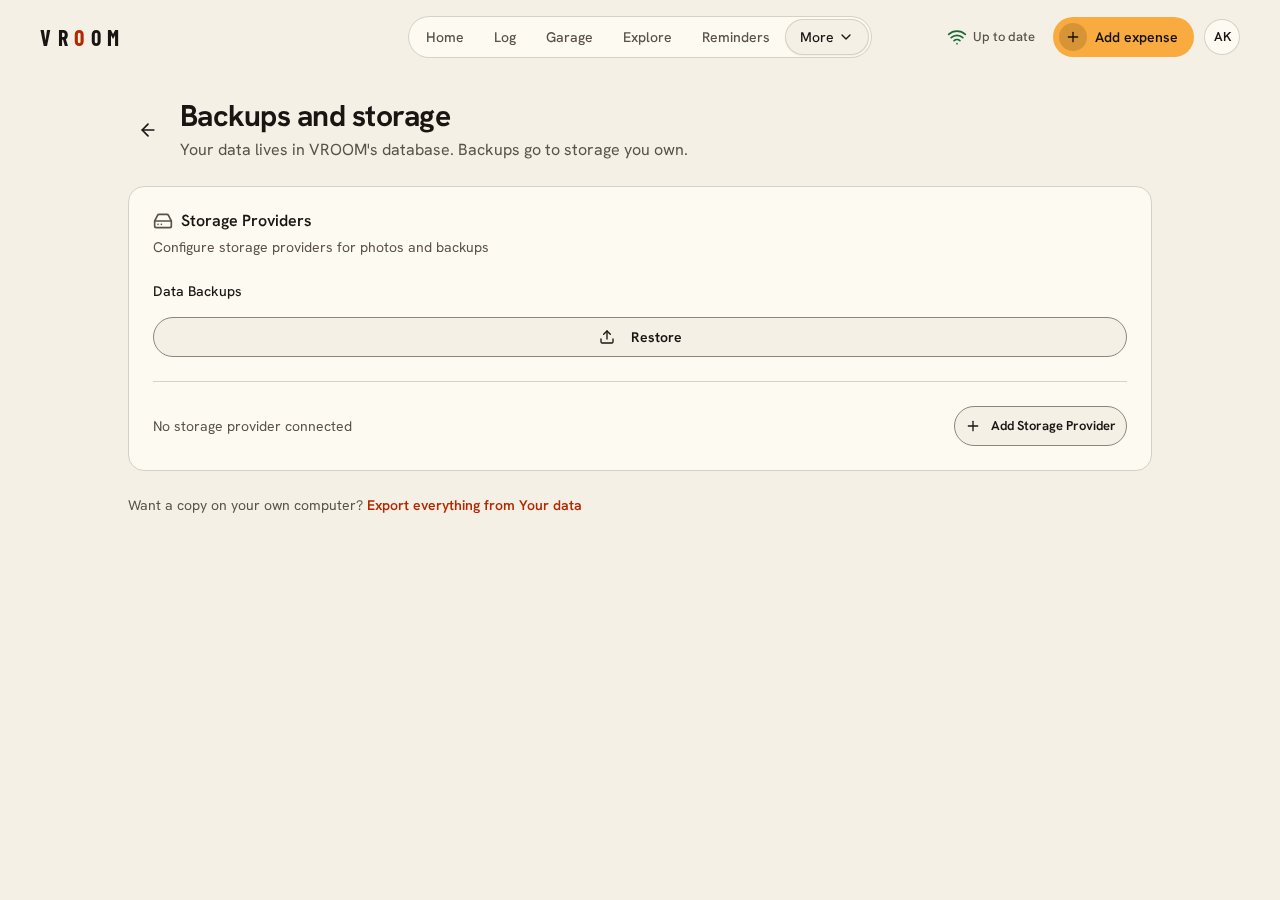 VROOM
Home Log Garage Explore Reminders More
Up to date
Add expense
AK
Backups and storage
Your data lives in VROOM's database. Backups go to storage you own.
Storage Providers
Configure storage providers for photos and backups
Data Backups
Restore
No storage provider connected
Add Storage Provider
Want a copy on your own computer? Export everything from Your data